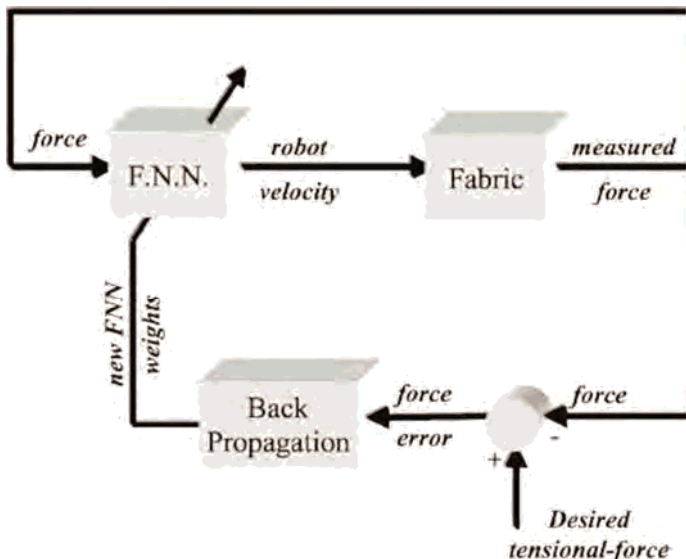 force
F.N.N.
robot
velocity
Fabric
measured
force
new FNN
weights
Back
Propagation
force
error
force
+
-
Desired
tensional-force